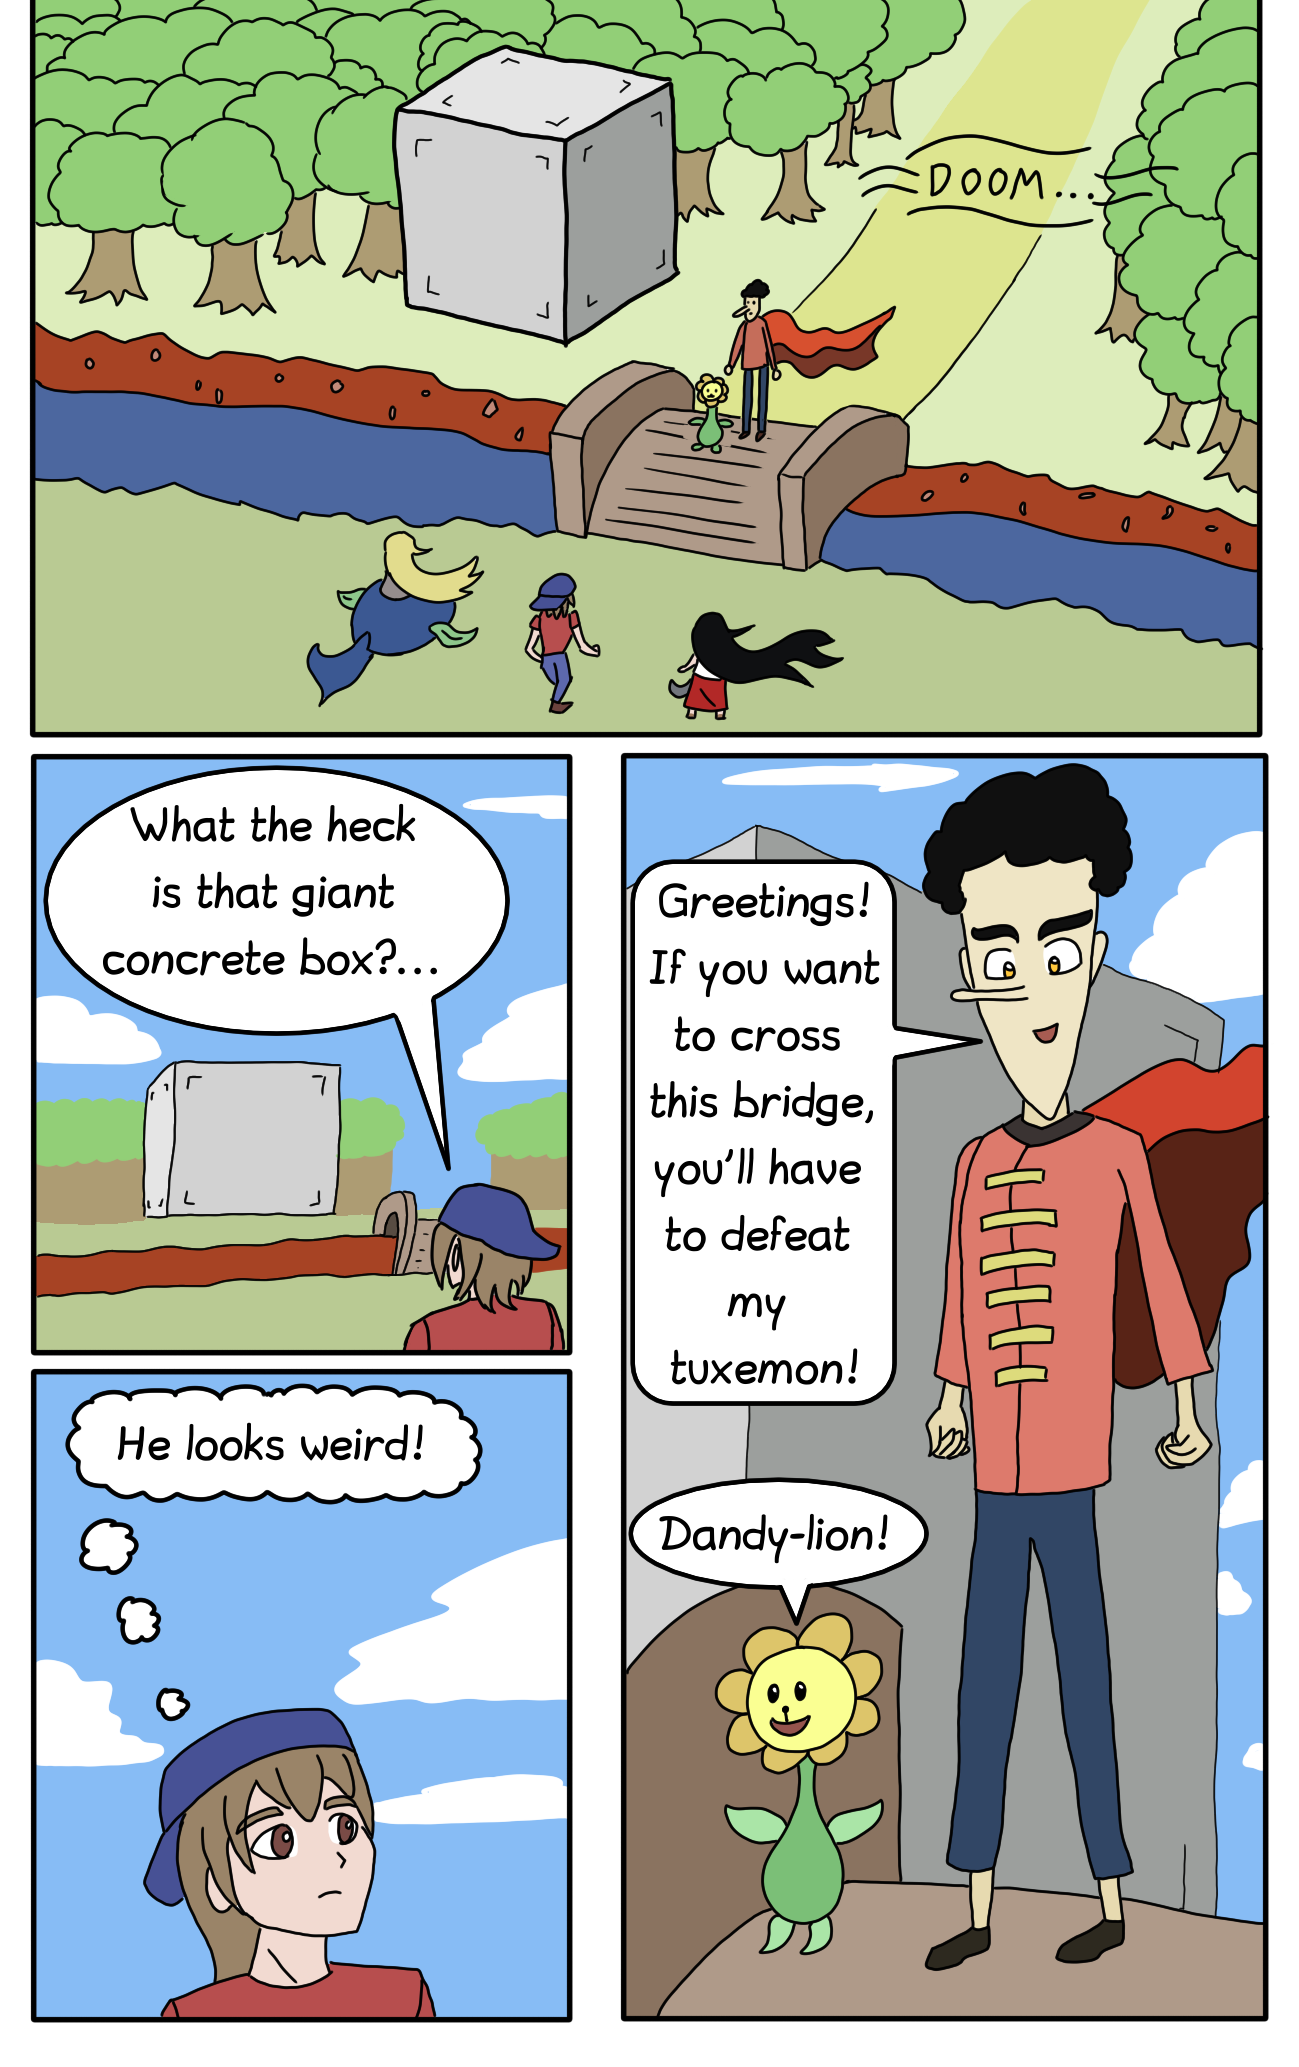 DOOM...
What the heck
is that giant
concrete box?...
He looks weird!
Greetings!
If you want
to cross
this bridge,
you'll have
to defeat
my
tuxemon!
Dandy-lion!